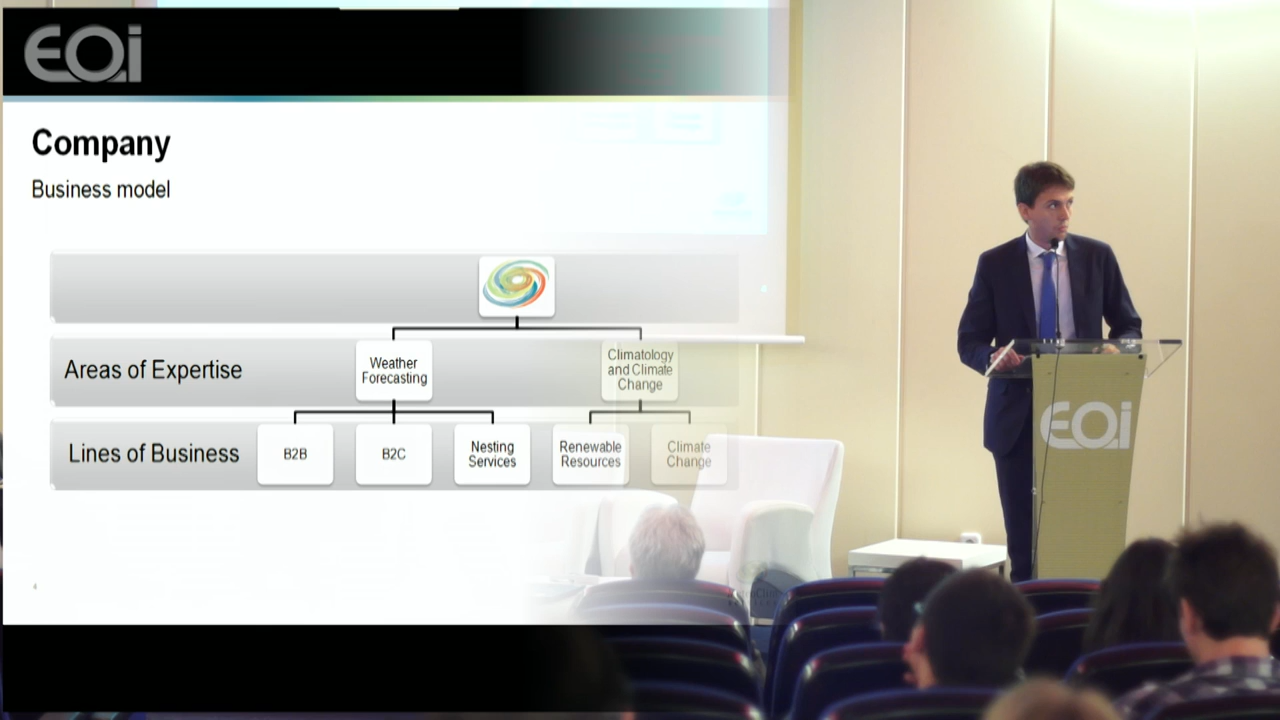 EOi
Company
Business model
Areas of Expertise
Weather
Forecasting
Climatology
and Climate
Change
Lines of Business
B2B
B2C
Nesting
Services
Renewable
Resources
Climate
Change
EOi